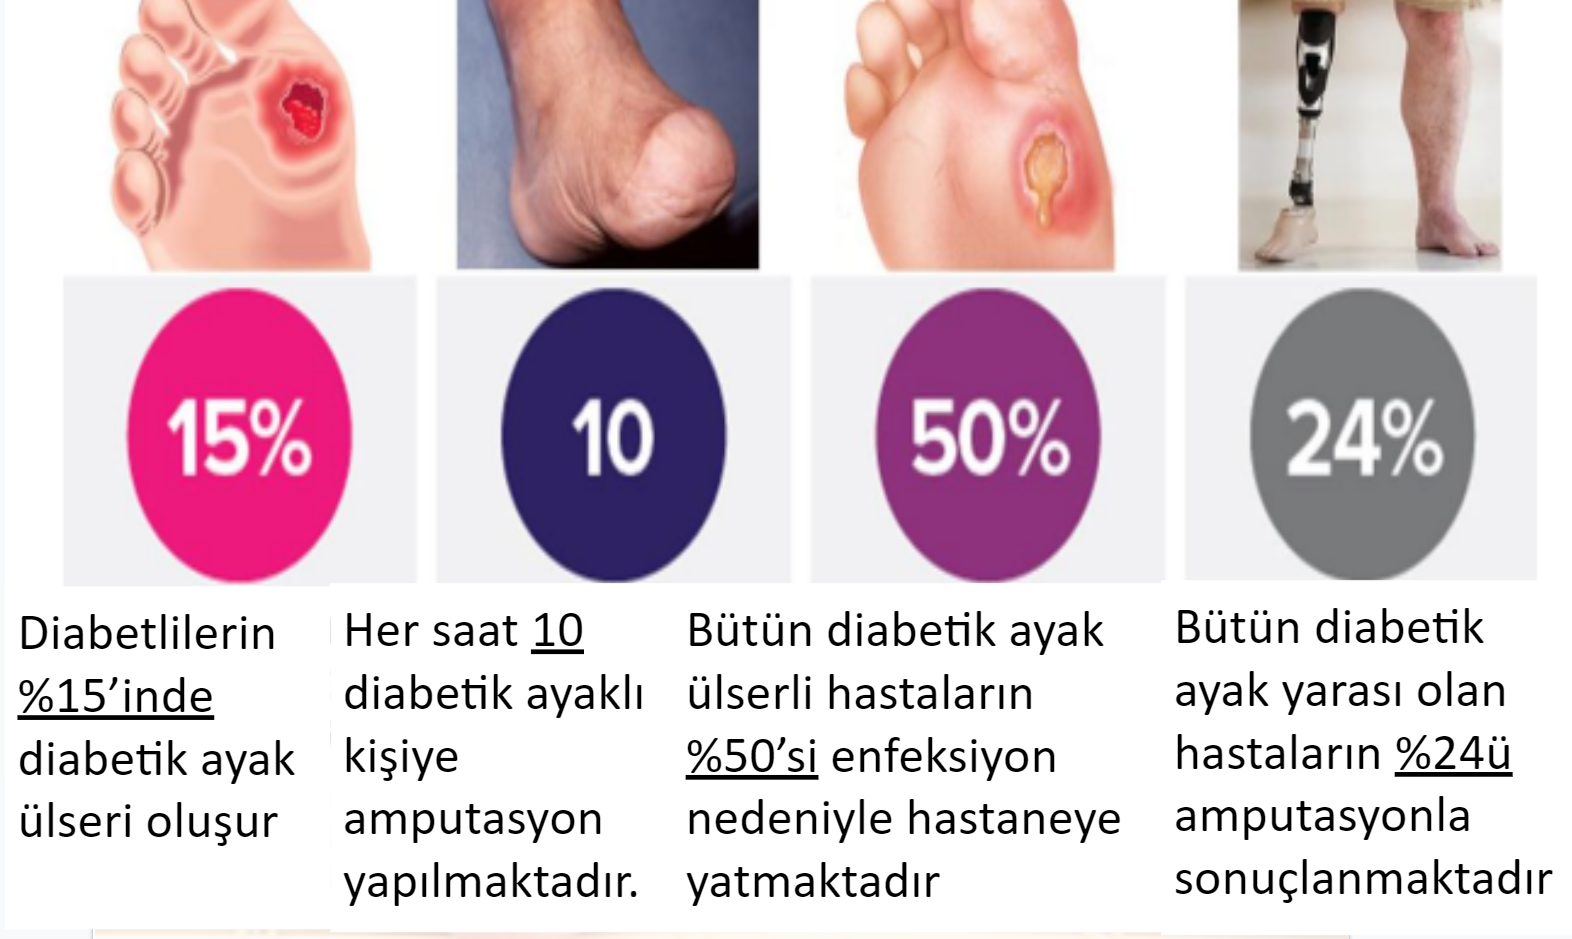 15%
10
50%
24%
Diabetlilerin
%15’inde
diabetik ayak
ülseri oluşur
Her saat 10
diabetik ayaklı
kişiye
amputasyon
yapılmaktadır.
Bütün diabetik ayak
ülserli hastaların
%50’si enfeksiyon
nedeniyle hastaneye
yatmaktadır
Bütün diabetik
ayak yarası olan
hastaların %24ü
amputasyonla
sonuçlanmaktadır